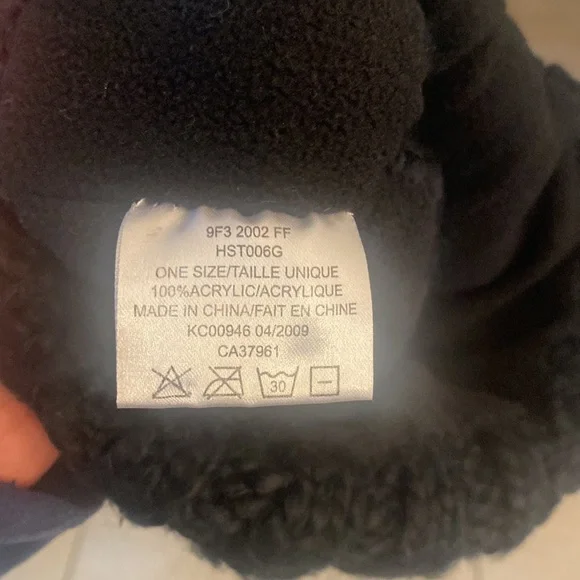 9F3 2002 FF
HST006G
ONE SIZE/TAILLE UNIQUE
100%ACRYLIC/ACRYLIQUE
MADE IN CHINA/FAIT EN CHINE
KC00946 04/2009
CA37961
30